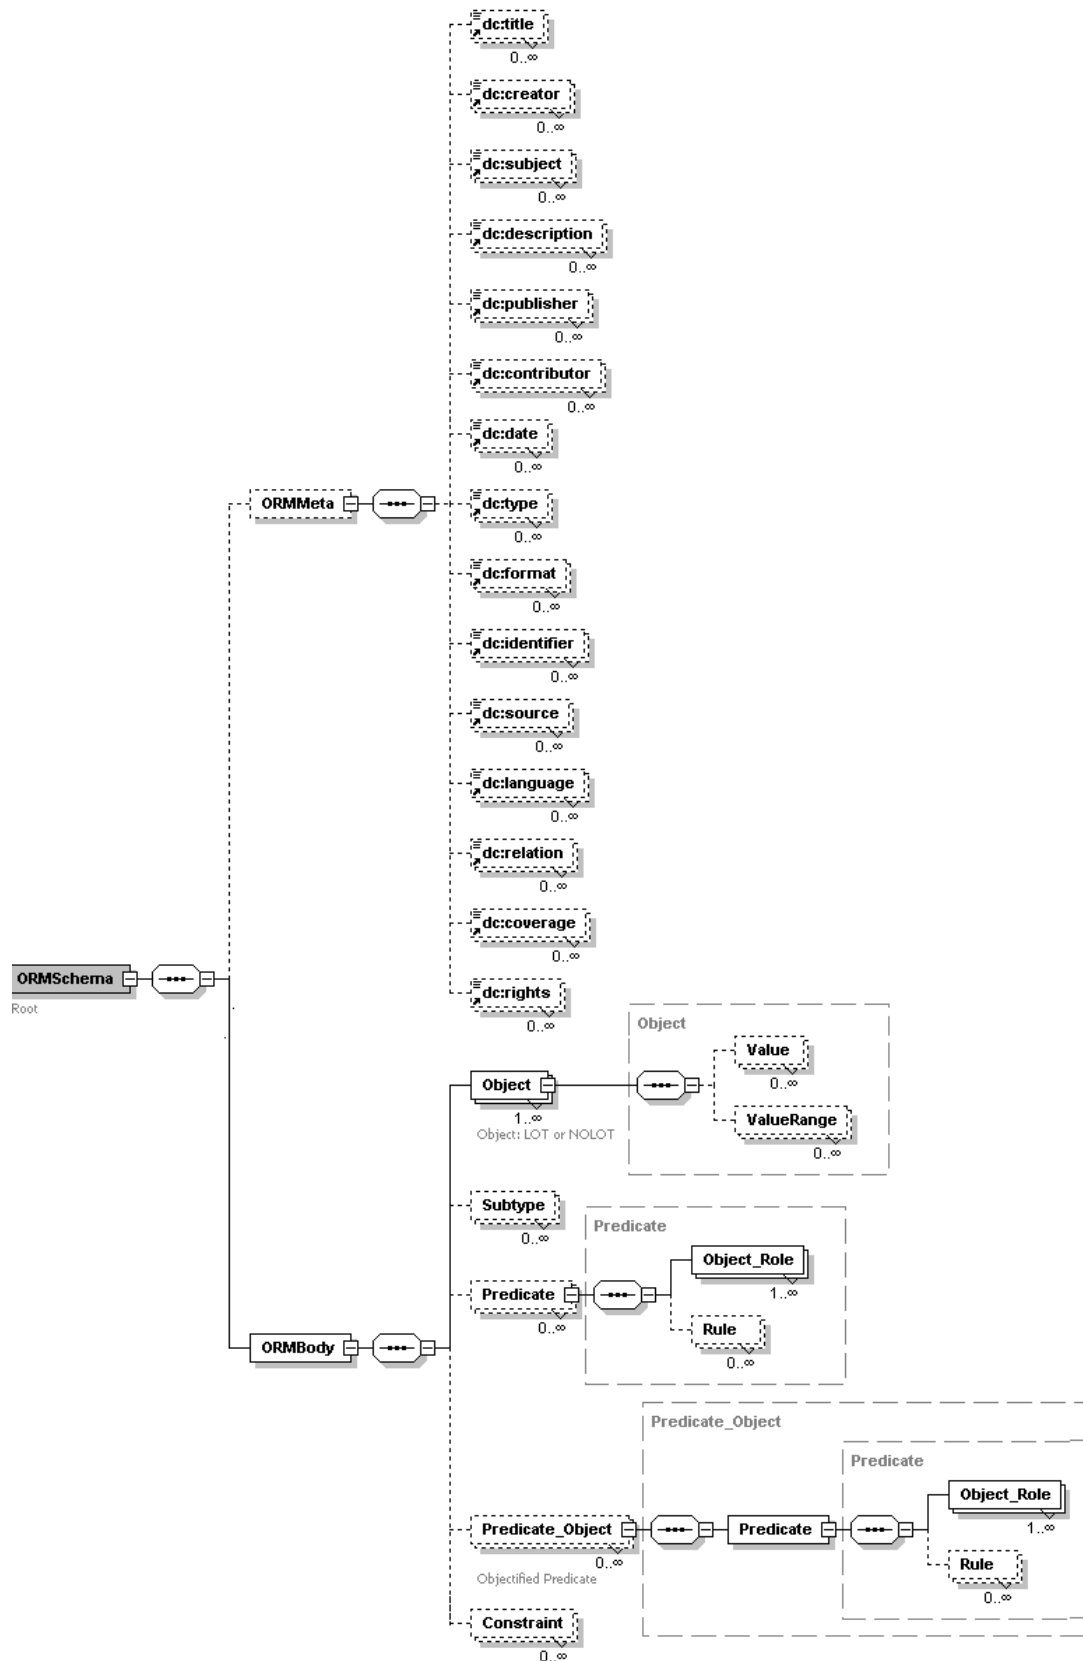 dc:title
0..∞
dc:creator
0..∞
dc:subject
0..∞
dc:description
0..∞
dc:publisher
0..∞
dc:contributor
0..∞
dc:date
0..∞
ORMMeta
dc:type
0..∞
dc:format
0..∞
dc:identifier
0..∞
dc:source
0..∞
dc:language
0..∞
dc:relation
0..∞
dc:coverage
0..∞
ORMSchema
Root
dc:rights
0..∞
Object
Value
0..∞
Object
1..∞
Object: LOT or NOLOT
ValueRange
0..∞
Subtype
0..∞
Predicate
Object_Role
1..∞
Predicate
0..∞
Rule
0..∞
ORMBody
Predicate_Object
Predicate
Object_Role
1..∞
Predicate_Object
0..∞
Objectified Predicate
Predicate
Rule
0..∞
Constraint
0..∞